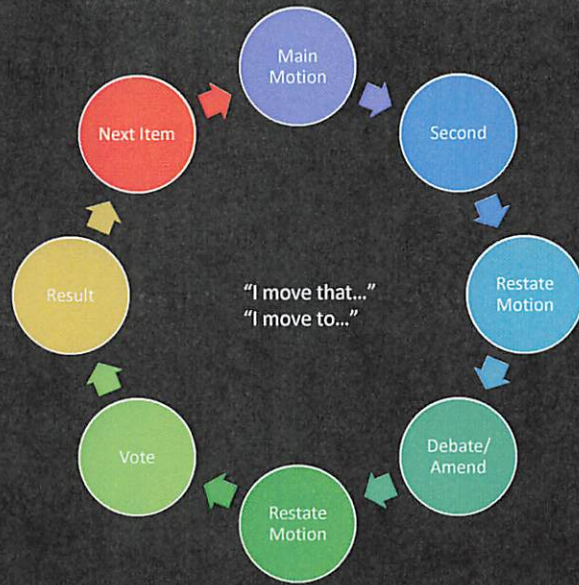 Main
Motion
Second
Restate
Motion
Debate/
Amend
Restate
Motion
Vote
Result
Next Item
"I move that..."
"I move to..."